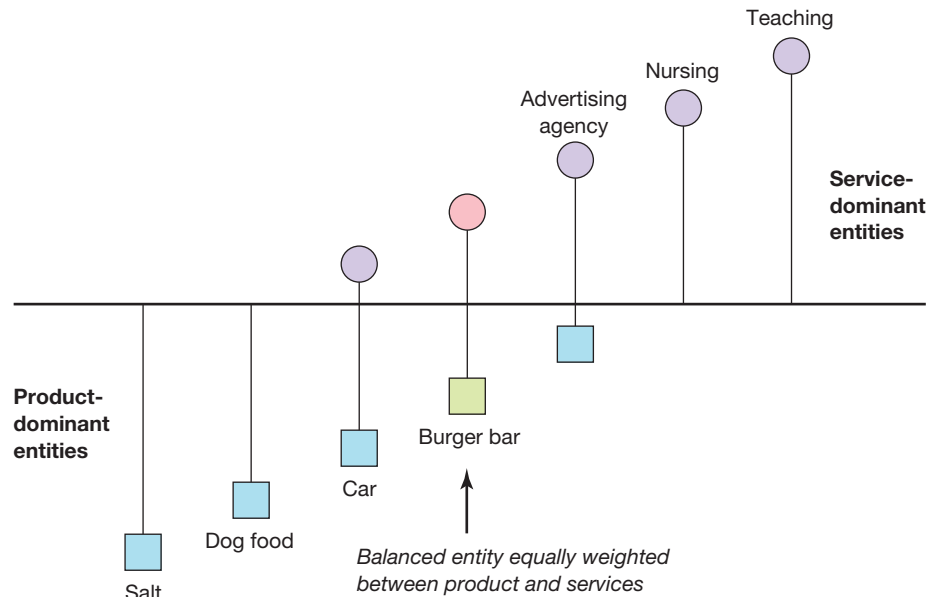 Teaching
Nursing
Advertising
agency
Service-
dominant
entities
Product-
dominant
entities
Burger bar
Car
Dog food
Salt
Balanced entity equally weighted
between product and services